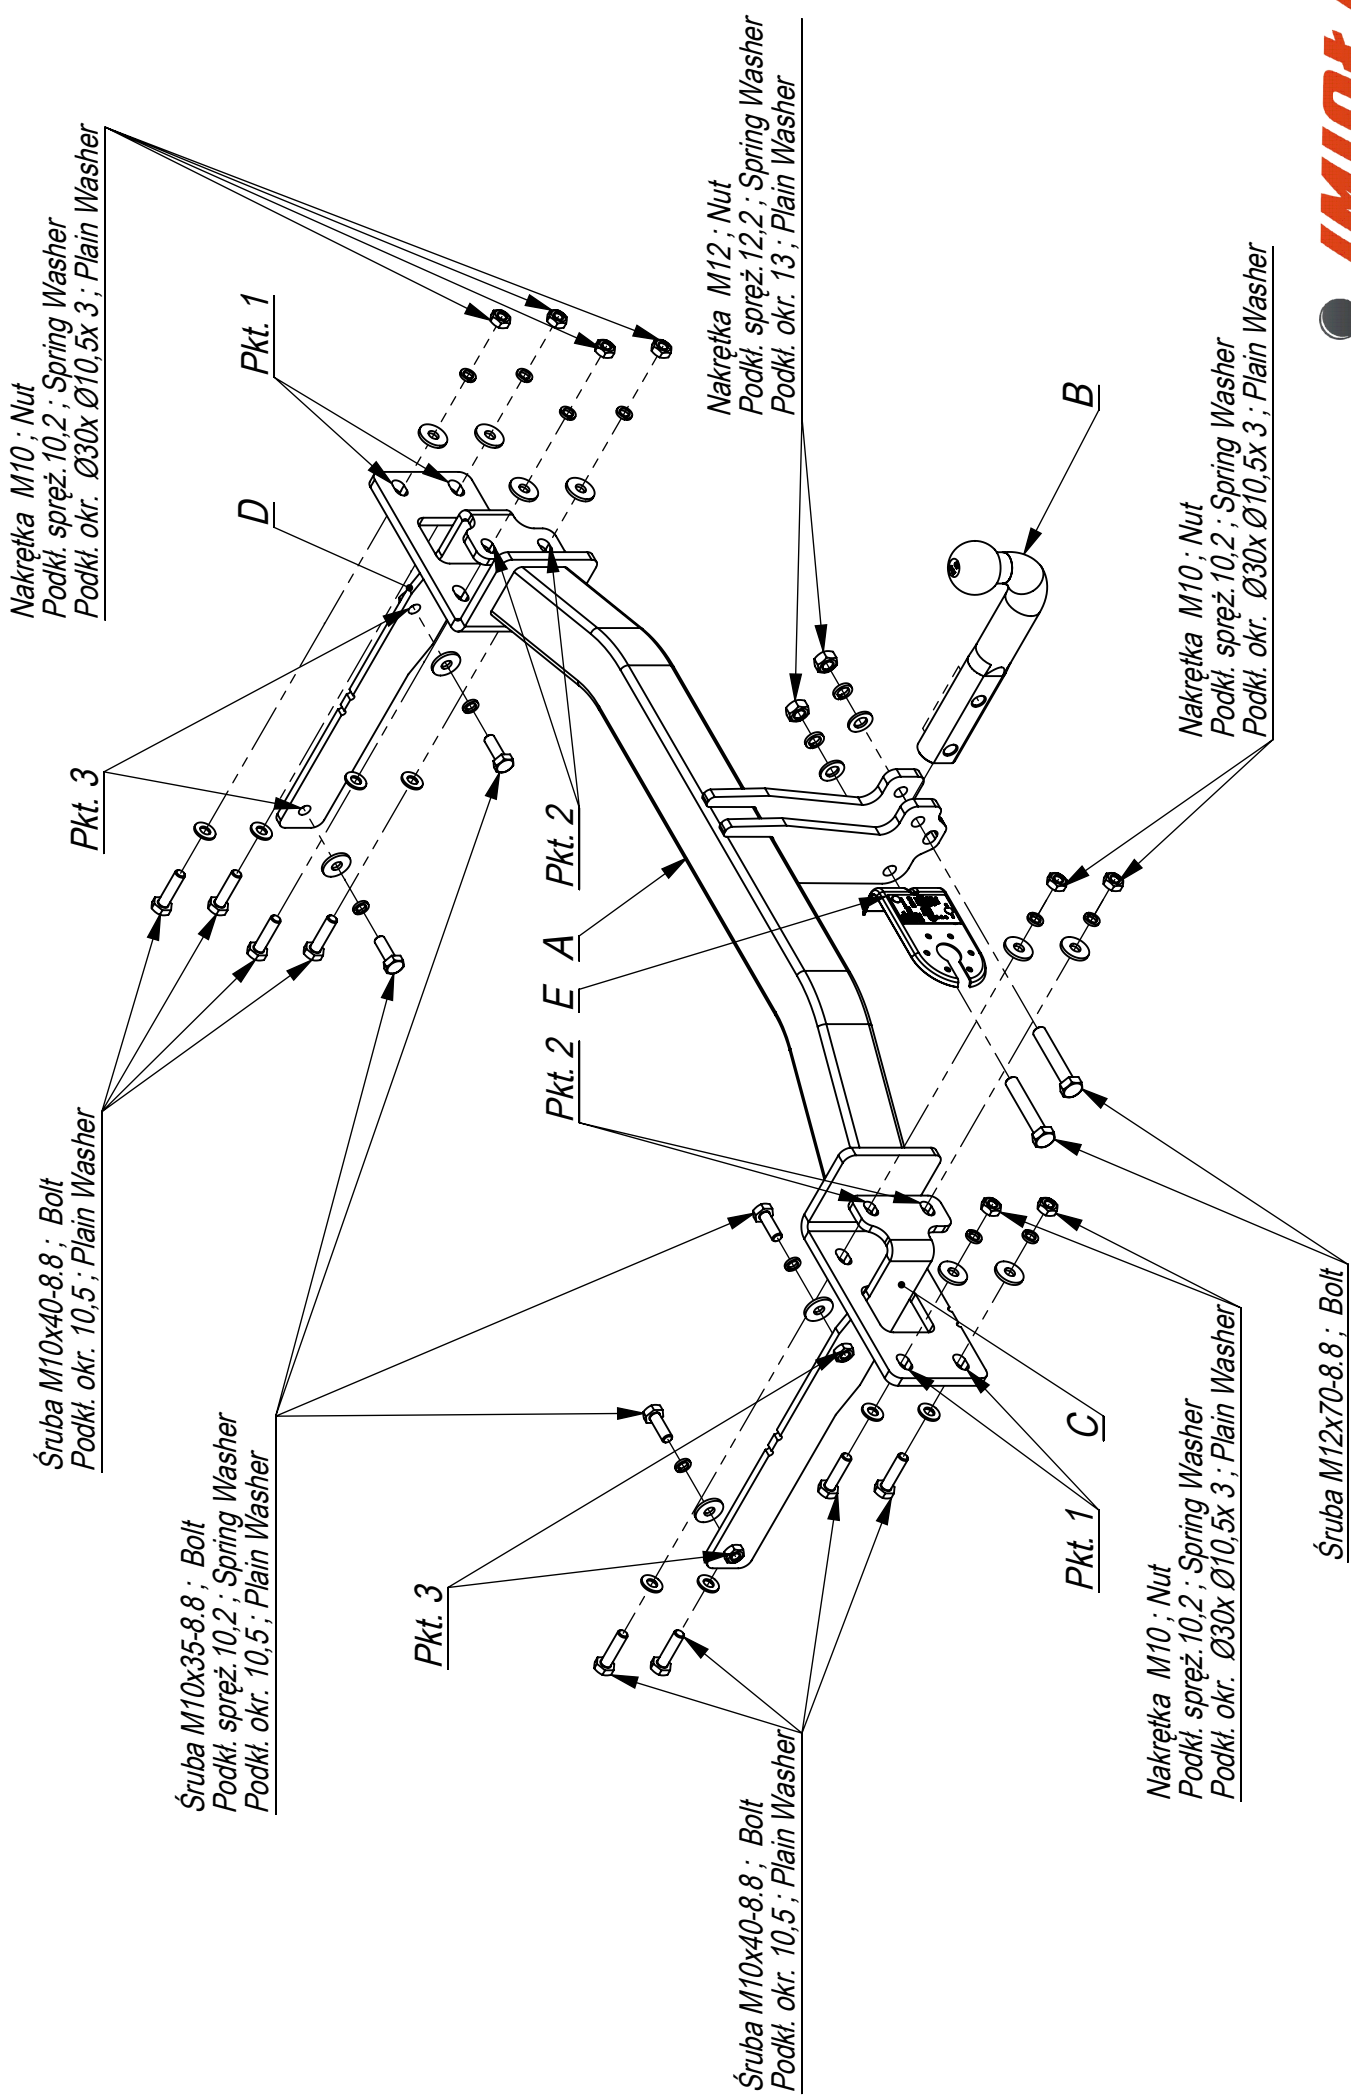 Nakrętka M10 ; Nut
Podkł. spręż. 10,2 ; Spring Washer
Podkł. okr. Ø30x Ø10,5x 3 ; Plain Washer
Śruba M10x40-8.8 ; Bolt
Podkł. okr. 10,5 ; Plain Washer
Pkt. 3
Śruba M10x35-8.8 ; Bolt
Podkł. spręż. 10,2 ; Spring Washer
Podkł. okr. 10,5 ; Plain Washer
D
Pkt. 1
Pkt. 3
Pkt. 2
E
A
Pkt. 2
Nakrętka M12 ; Nut
Podkł. spręż. 12,2 ; Spring Washer
Podkł. okr. 13 ; Plain Washer
Śruba M10x40-8.8 ; Bolt
Podkł. okr. 10,5 ; Plain Washer
Pkt. 1
C
B
Nakrętka M10 ; Nut
Podkł. spręż. 10,2 ; Spring Washer
Podkł. okr. Ø30x Ø10,5x 3 ; Plain Washer
Nakrętka M10 ; Nut
Podkł. spręż. 10,2 ; Spring Washer
Podkł. okr. Ø30x Ø10,5x 3 ; Plain Washer
Śruba M12x70-8.8 ; Bolt